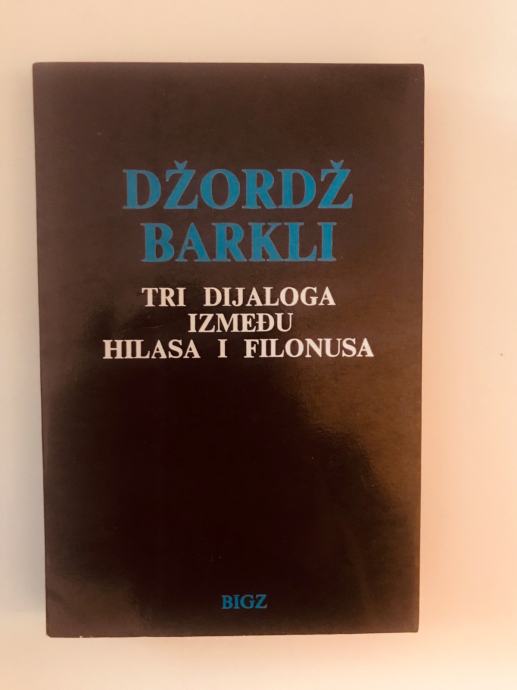 DŽORDŽ
BARKLI
TRI DIJALOGA
IZMEĐU
HILASA I FILONUSA
BIGZ